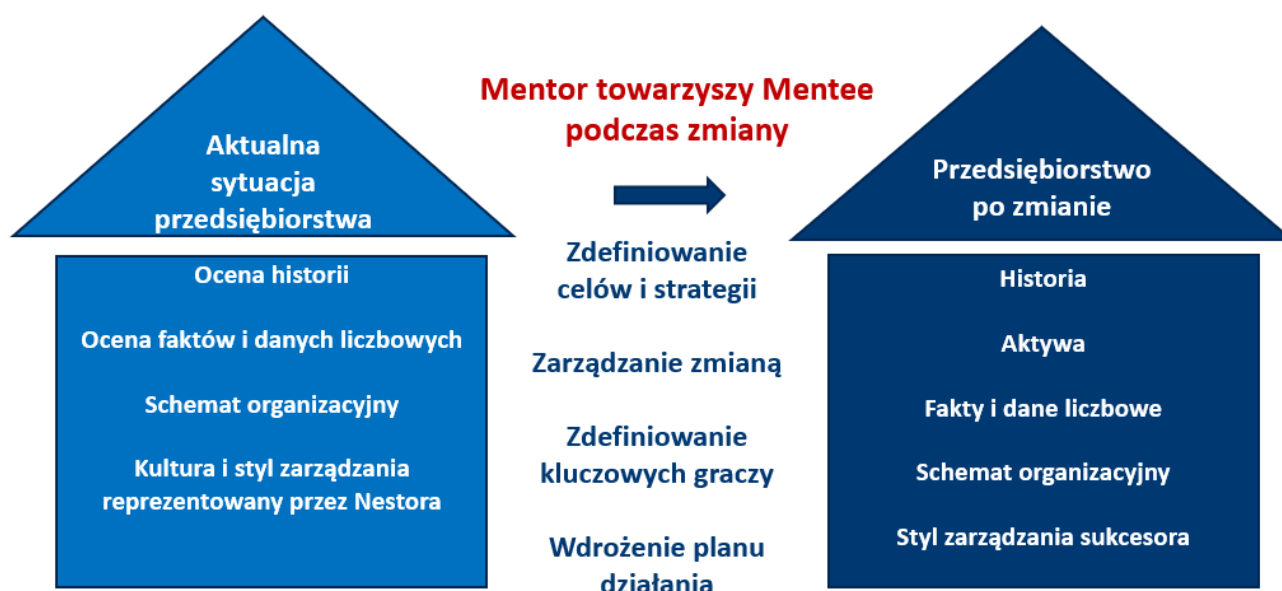 Aktualna
sytuacja
przedsiębiorstwa
Ocena historii
Ocena faktów i danych liczbowych
Schemat organizacyjny
Kultura i styl zarządzania
reprezentowany przez Nestora
Mentor towarzyszy Mentee
podczas zmiany
Zdefiniowanie
celów i strategii
Zarządzanie zmianą
Zdefiniowanie
kluczowych graczy
Wdrożenie planu
działania
Przedsiębiorstwo
po zmianie
Historia
Aktywa
Fakty i dane liczbowe
Schemat organizacyjny
Styl zarządzania sukcesora